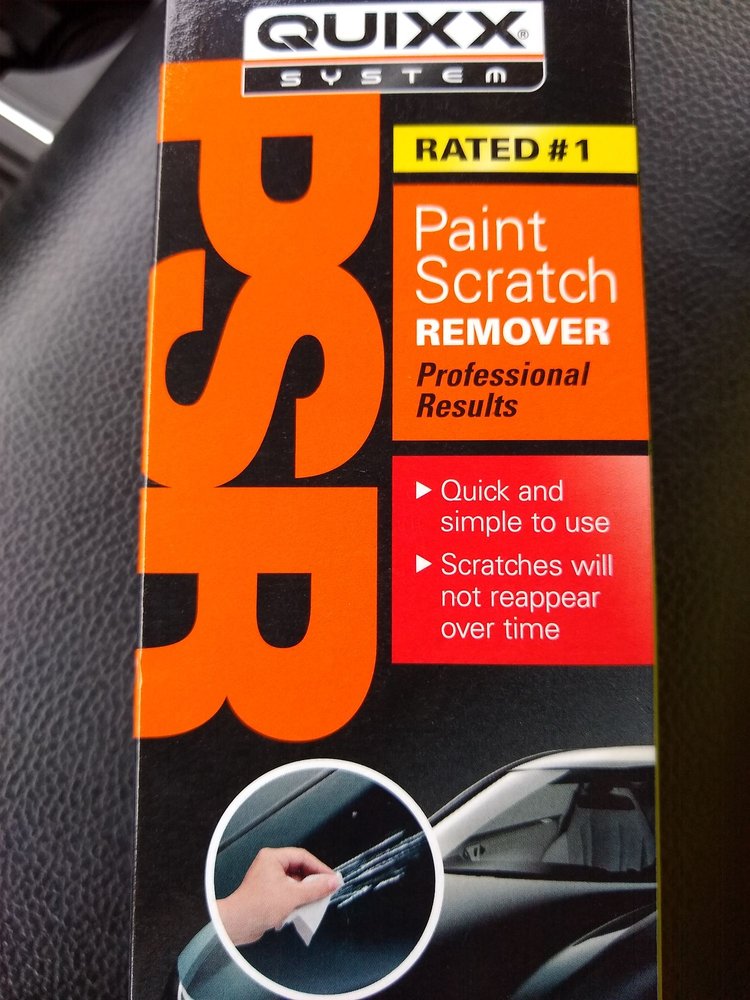 QUIXX®
SYSTEM
PSR
RATED #1
Paint
Scratch
REMOVER
Professional
Results
Quick and
simple to use
Scratches will
not reappear
over time